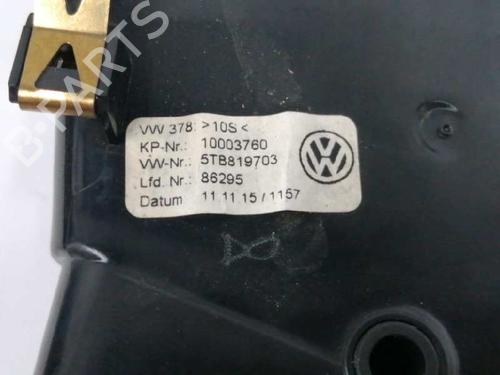 B-PARTS
VW 378: >10S<
KP-Nr.: 10003760
VW-Nr.: 5TB819703
Lfd. Nr.: 86295
Datum 11 11 15 / 1157